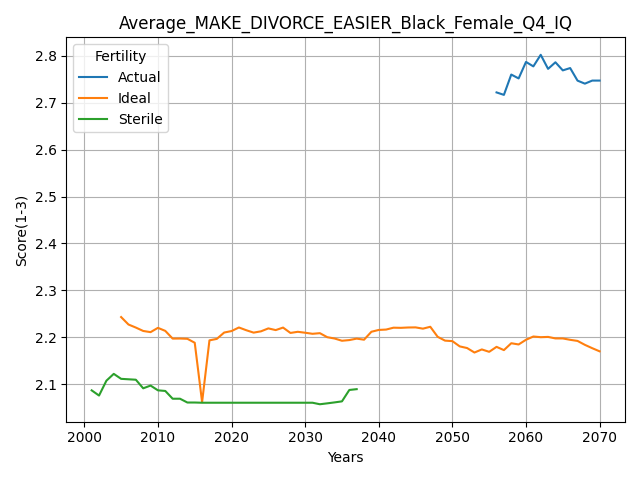 Average_MAKE_DIVORCE_EASIER_Black_Female_Q4_IQ
Fertility
Actual
Ideal
Sterile
Score(1-3)
2.8
2.7
2.6
2.5
2.4
2.3
2.2
2.1
2000 2010 2020 2030 2040 2050 2060 2070
Years